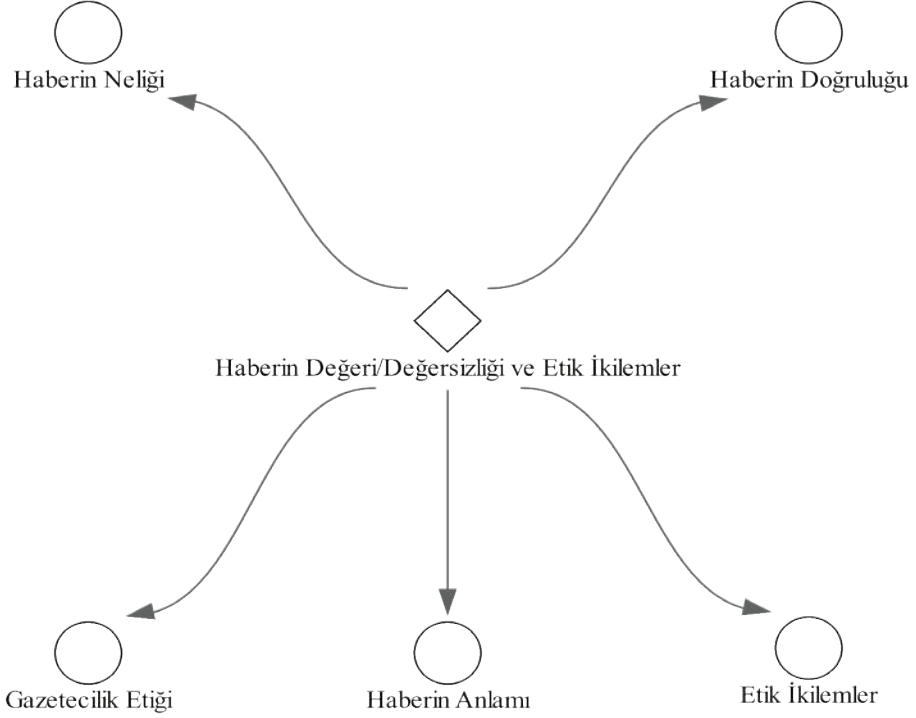 Haberin Neliği
Haberin Doğruluğu
Haberin Değeri/Değersizliği ve Etik İkilemler
Gazetecilik Etiği
Haberin Anlamı
Etik İkilemler